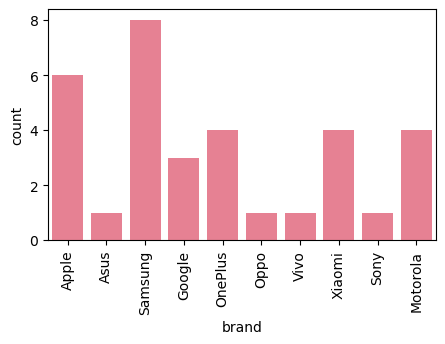 8
6
4
2
0
count
Apple
Asus
Samsung
Google
OnePlus
Oppo
Vivo
Xiaomi
Sony
Motorola
brand